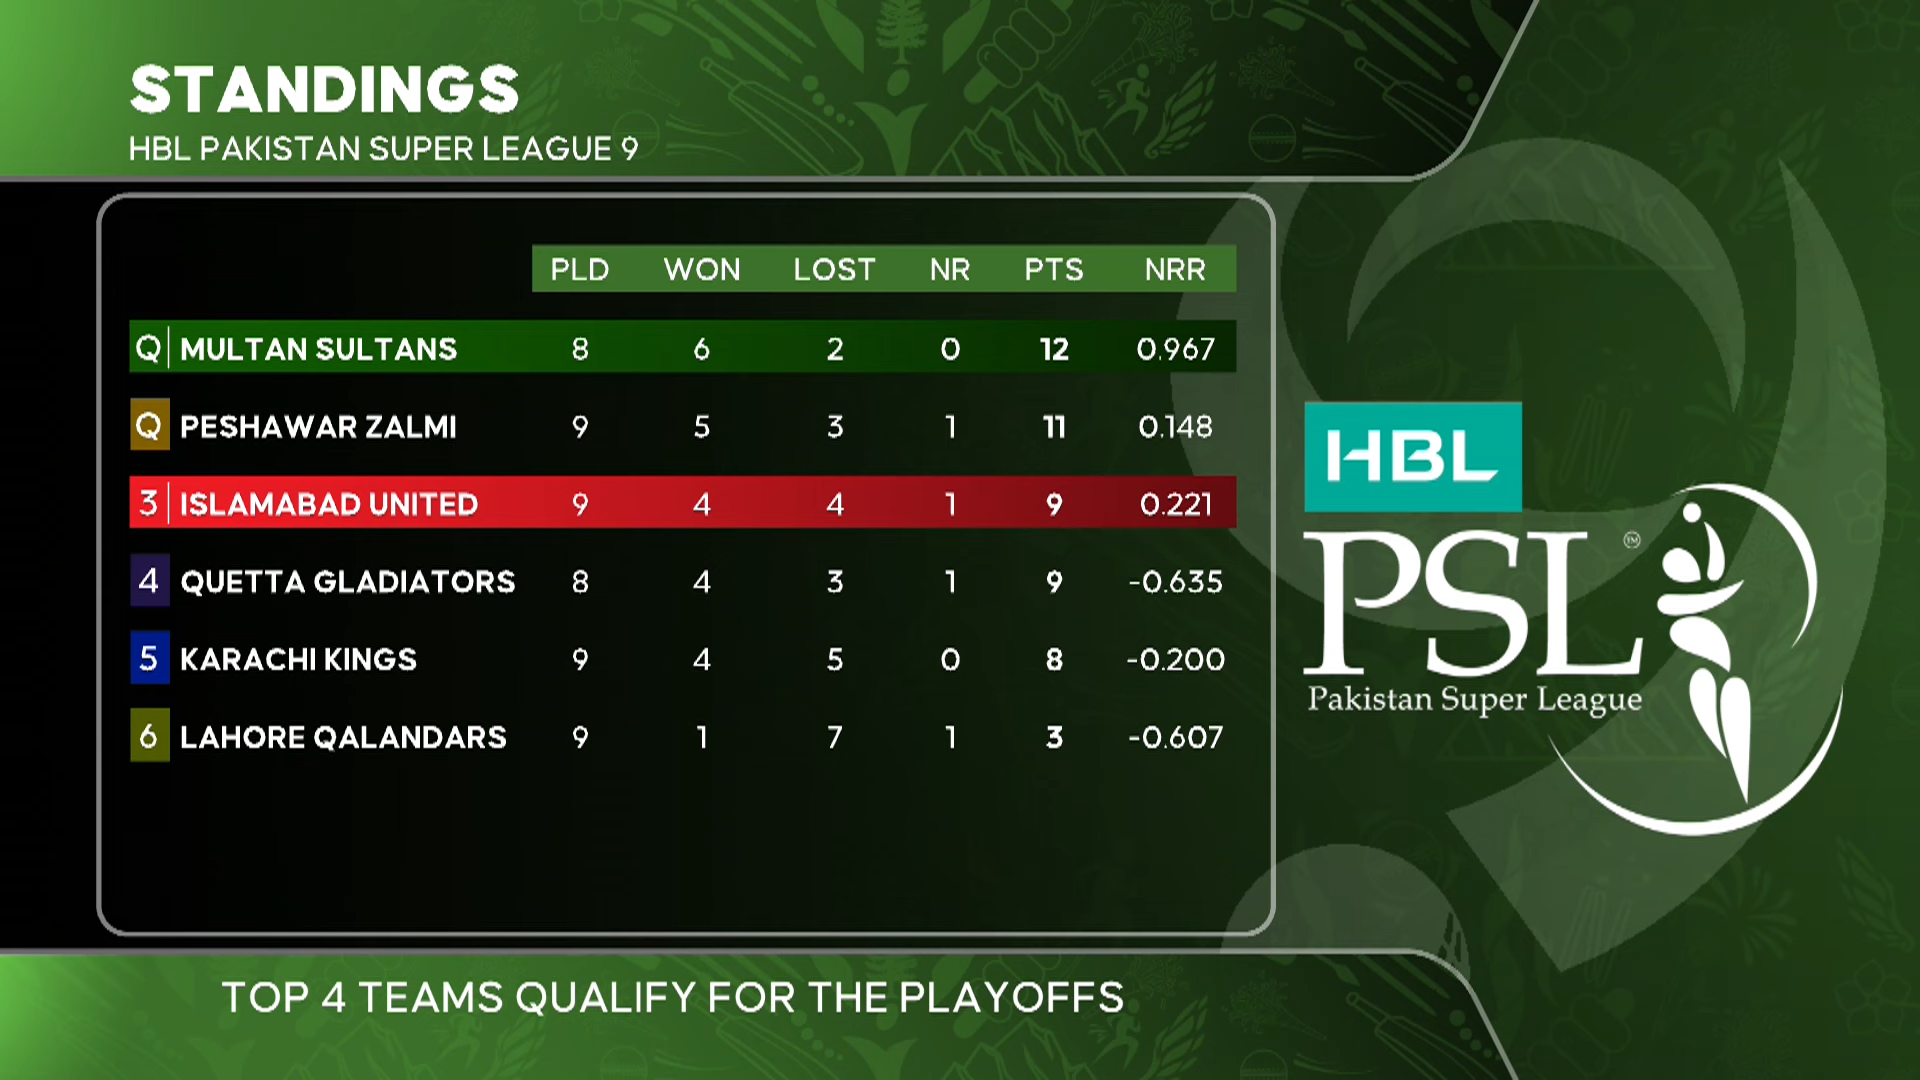 STANDINGS
HBL PAKISTAN SUPER LEAGUE 9
PLD WON LOST NR PTS NRR
Q MULTAN SULTANS 8 6 2 0 12 0.967
Q PESHAWAR ZALMI 9 5 3 1 11 0.148
3 ISLAMABAD UNITED 9 4 4 1 9 0.221
4 QUETTA GLADIATORS 8 4 3 1 9 -0.635
5 KARACHI KINGS 9 4 5 0 8 -0.200
6 LAHORE QALANDARS 9 1 7 1 3 -0.607
HBL
PSL ™
Pakistan Super League
TOP 4 TEAMS QUALIFY FOR THE PLAYOFFS